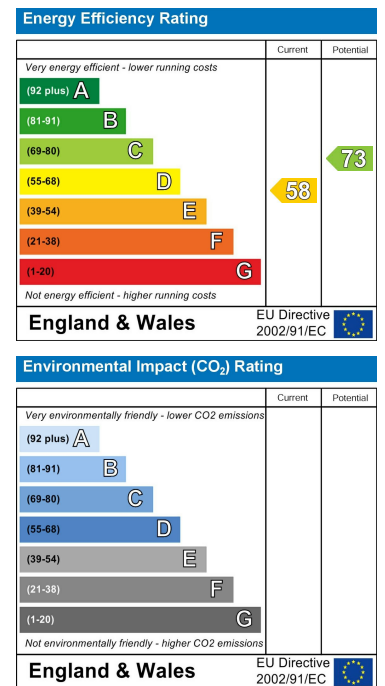 Energy Efficiency Rating
Current Potential
Very energy efficient - lower running costs
(92 plus) A
(81-91) B
(69-80) C
(55-68) D
(39-54) E
(21-38) F
(1-20) G
73
58
Not energy efficient - higher running costs
England & Wales
EU Directive
2002/91/EC
Environmental Impact (CO₂) Rating
Current Potential
Very environmentally friendly - lower CO2 emissions
(92 plus) A
(81-91) B
(69-80) C
(55-68) D
(39-54) E
(21-38) F
(1-20) G
Not environmentally friendly - higher CO2 emissions
England & Wales
EU Directive
2002/91/EC